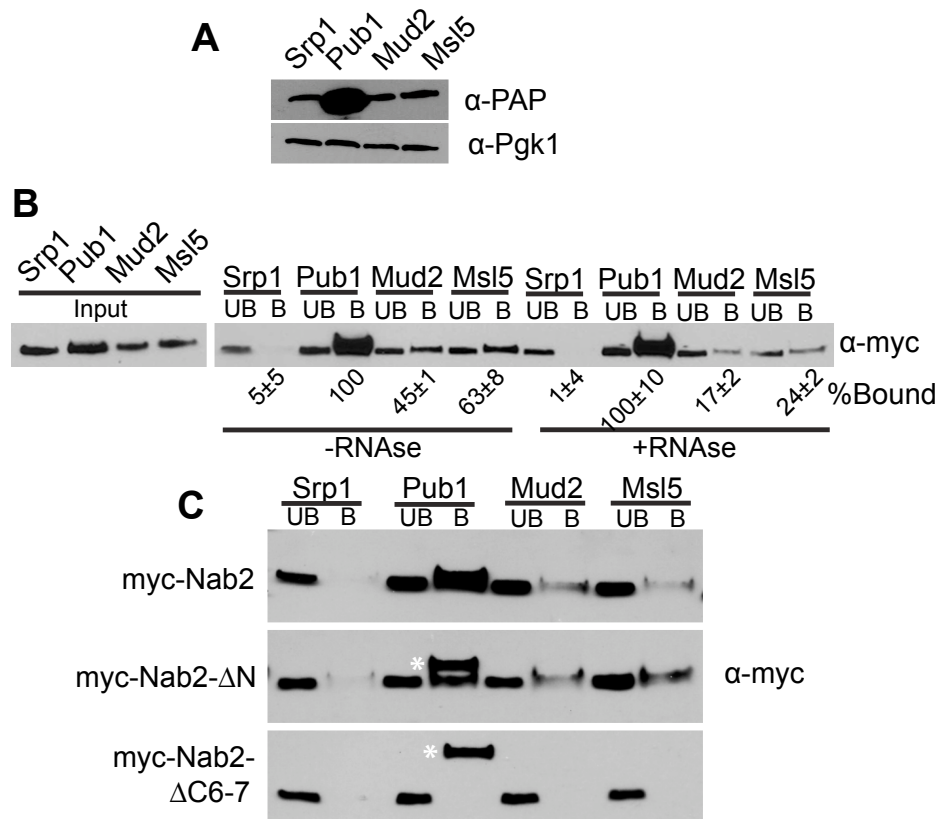 A
Srp1 Pub1 Mud2 Msl5
α-PAP
α-Pgk1
B
Srp1 Pub1 Mud2 Msl5
Input
Srp1 Pub1 Mud2 Msl5 Srp1 Pub1 Mud2 Msl5
UB B UB B UB B UB B UB B UB B UB B UB B
α-myc
5±5 100 45±1 63±8 1±4 100±10 17±2 24±2 %Bound
-RNAse +RNAse
C
Srp1 Pub1 Mud2 Msl5
UB B UB B UB B UB B
myc-Nab2
*
myc-Nab2-ΔN α-myc
*
myc-Nab2-
ΔC6-7